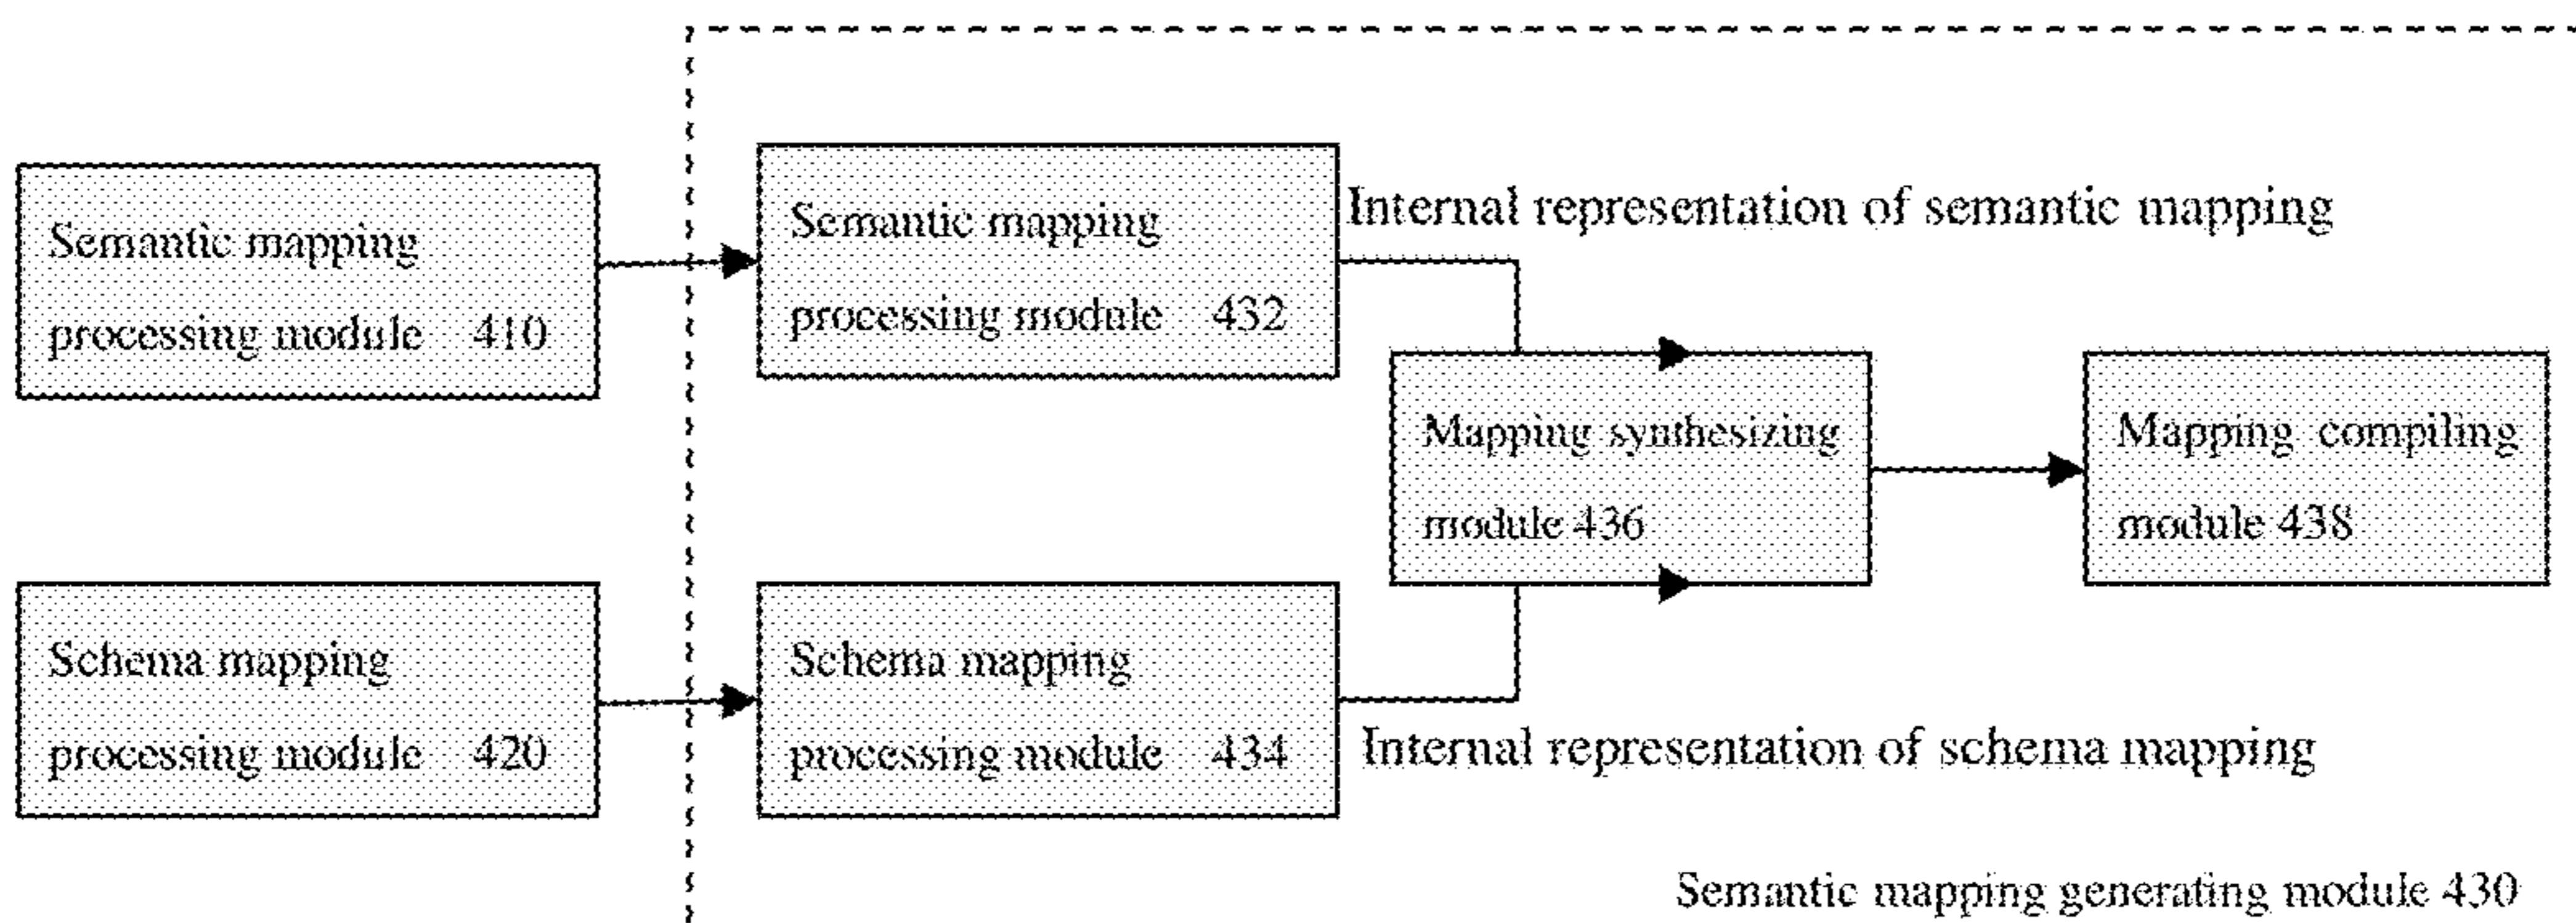 Semantic mapping
processing module 410
Semantic mapping
processing module 432
Internal representation of semantic mapping
Mapping synthesizing
module 436
Mapping compiling
module 438
Schema mapping
processing module 420
Schema mapping
processing module 434
Internal representation of schema mapping
Semantic mapping generating module 430